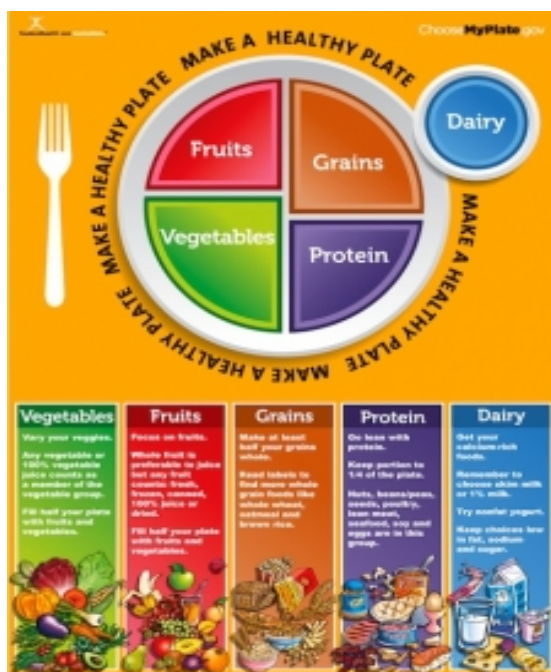 foodandhealth.com communications
ChooseMyPlate.gov
MAKE A HEALTHY PLATE
MAKE A HEALTHY PLATE
MAKE A HEALTHY PLATE
MAKE A HEALTHY PLATE
Fruits
Grains
Dairy
Vegetables
Protein
Vegetables
Vary your veggies.
Any vegetable or
100% vegetable
juice counts as
a member of the
vegetable group.
Fill half your plate
with fruits and
vegetables.
Fruits
Focus on fruits.
Whole fruit is
preferable to juice
but any fruit
counts: fresh,
frozen, canned,
100% juice or
dried.
Fill half your plate
with fruits and
vegetables.
Grains
Make at least
half your grains
whole.
Read labels to
find more whole
grain foods like
whole wheat,
oatmeal and
brown rice.
Protein
Go lean with
protein.
Keep portion to
1/4 of the plate.
Nuts, beans/peas,
seeds, poultry,
lean meat,
seafood, soy and
eggs are in this
group.
Dairy
Get your
calcium-rich
foods.
Remember to
choose skim milk
or 1% milk.
Try nonfat yogurt.
Keep choices low
in fat, sodium
and sugar.